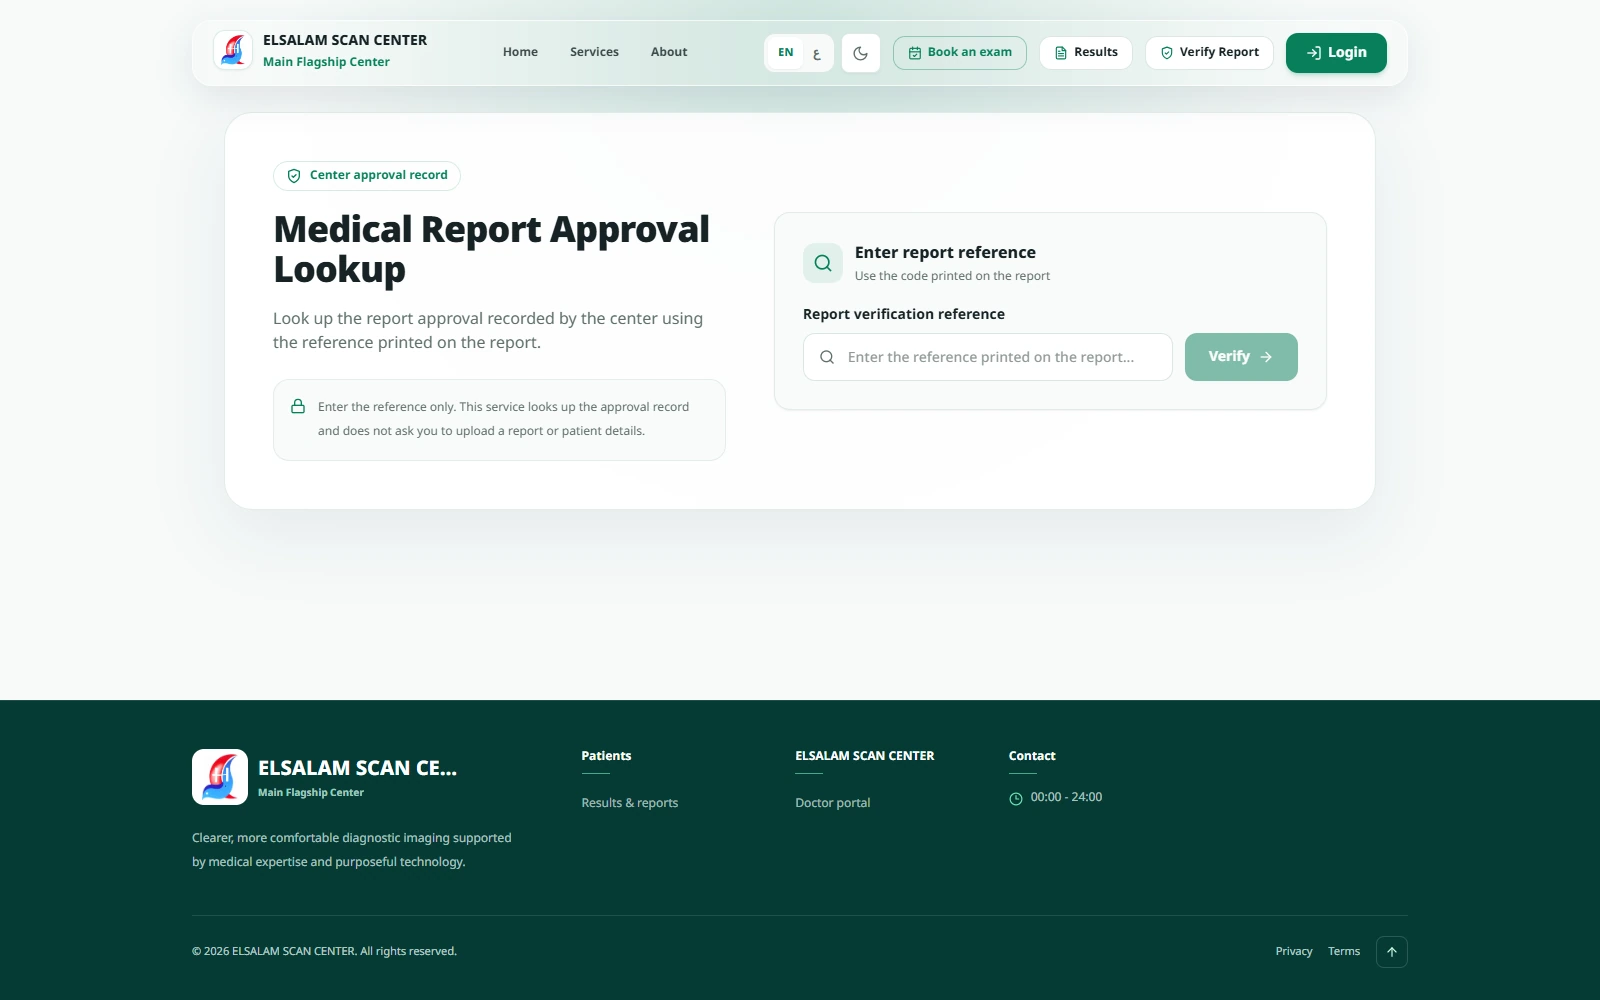 ELSALAM SCAN CENTER
Main Flagship Center
Home
Services
About
EN
ع
Book an exam
Results
Verify Report
Login
Center approval record
Medical Report Approval
Lookup
Look up the report approval recorded by the center using
the reference printed on the report.
Enter the reference only. This service looks up the approval record
and does not ask you to upload a report or patient details.
Enter report reference
Use the code printed on the report
Report verification reference
Enter the reference printed on the report...
Verify
ELSALAM SCAN CE...
Main Flagship Center
Clearer, more comfortable diagnostic imaging supported
by medical expertise and purposeful technology.
Patients
Results & reports
ELSALAM SCAN CENTER
Doctor portal
Contact
00:00 - 24:00
© 2026 ELSALAM SCAN CENTER. All rights reserved.
Privacy
Terms